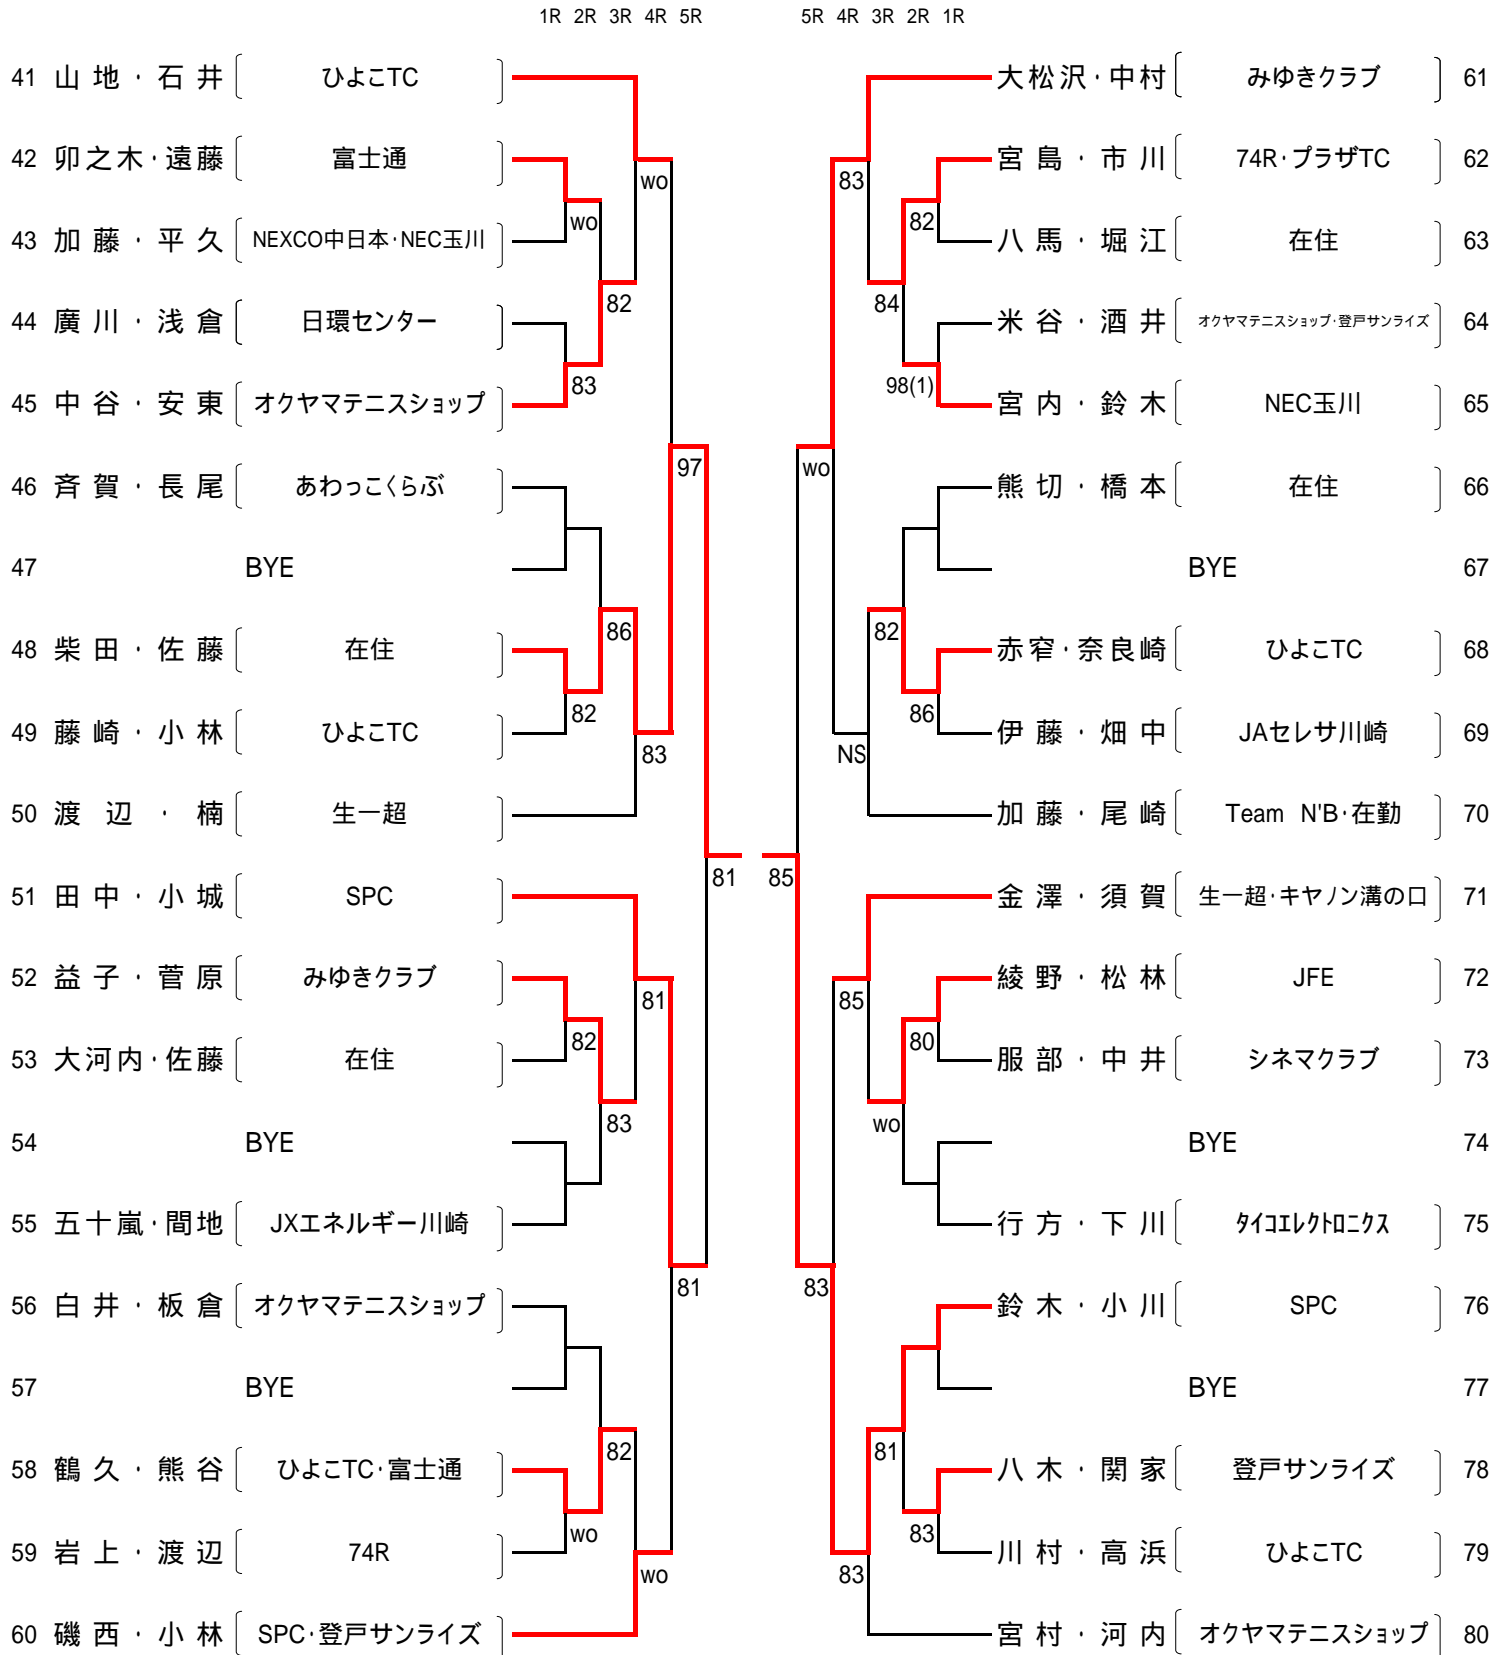 1R 2R 3R 4R 5R 5R 4R 3R 2R 1R
41 山地・石井 ひよこTC 大松沢・中村 みゆきクラブ 61
42 卯之木・遠藤 富士通 wo 83 宮島・市川 74R・プラザTC 62
wo 82
43 加藤・平久 NEXCO中日本・NEC玉川 八馬・堀江 在住 63
82 84
44 廣川・浅倉 日環センター 米谷・酒井 オクヤマテニスショップ・登戸サンライズ 64
83 98(1)
45 中谷・安東 オクヤマテニスショップ 宮内・鈴木 NEC玉川 65
97 wo
46 斉賀・長尾 あわっこくらぶ 熊切・橋本 在住 66
47 BYE BYE 67
86 82
48 柴田・佐藤 在住 赤窄・奈良崎 ひよこTC 68
82 86
49 藤崎・小林 ひよこTC 伊藤・畑中 JAセレサ川崎 69
83 NS
50 渡辺・楠 生一超 加藤・尾崎 Team N'B・在勤 70
81 85
51 田中・小城 SPC 金澤・須賀 生一超・キヤノン溝の口 71
52 益子・菅原 みゆきクラブ 綾野・松林 JFE 72
81 85
82 80
53 大河内・佐藤 在住 服部・中井 シネマクラブ 73
83 wo
54 BYE BYE 74
55 五十嵐・間地 JXエネルギー川崎 行方・下川 タイコエレクトロニクス 75
81 83
56 白井・板倉 オクヤマテニスショップ 鈴木・小川 SPC 76
57 BYE BYE 77
82 81
58 鶴久・熊谷 ひよこTC・富士通 八木・関家 登戸サンライズ 78
wo 83
59 岩上・渡辺 74R 川村・高浜 ひよこTC 79
wo 83
60 磯西・小林 SPC・登戸サンライズ 宮村・河内 オクヤマテニスショップ 80